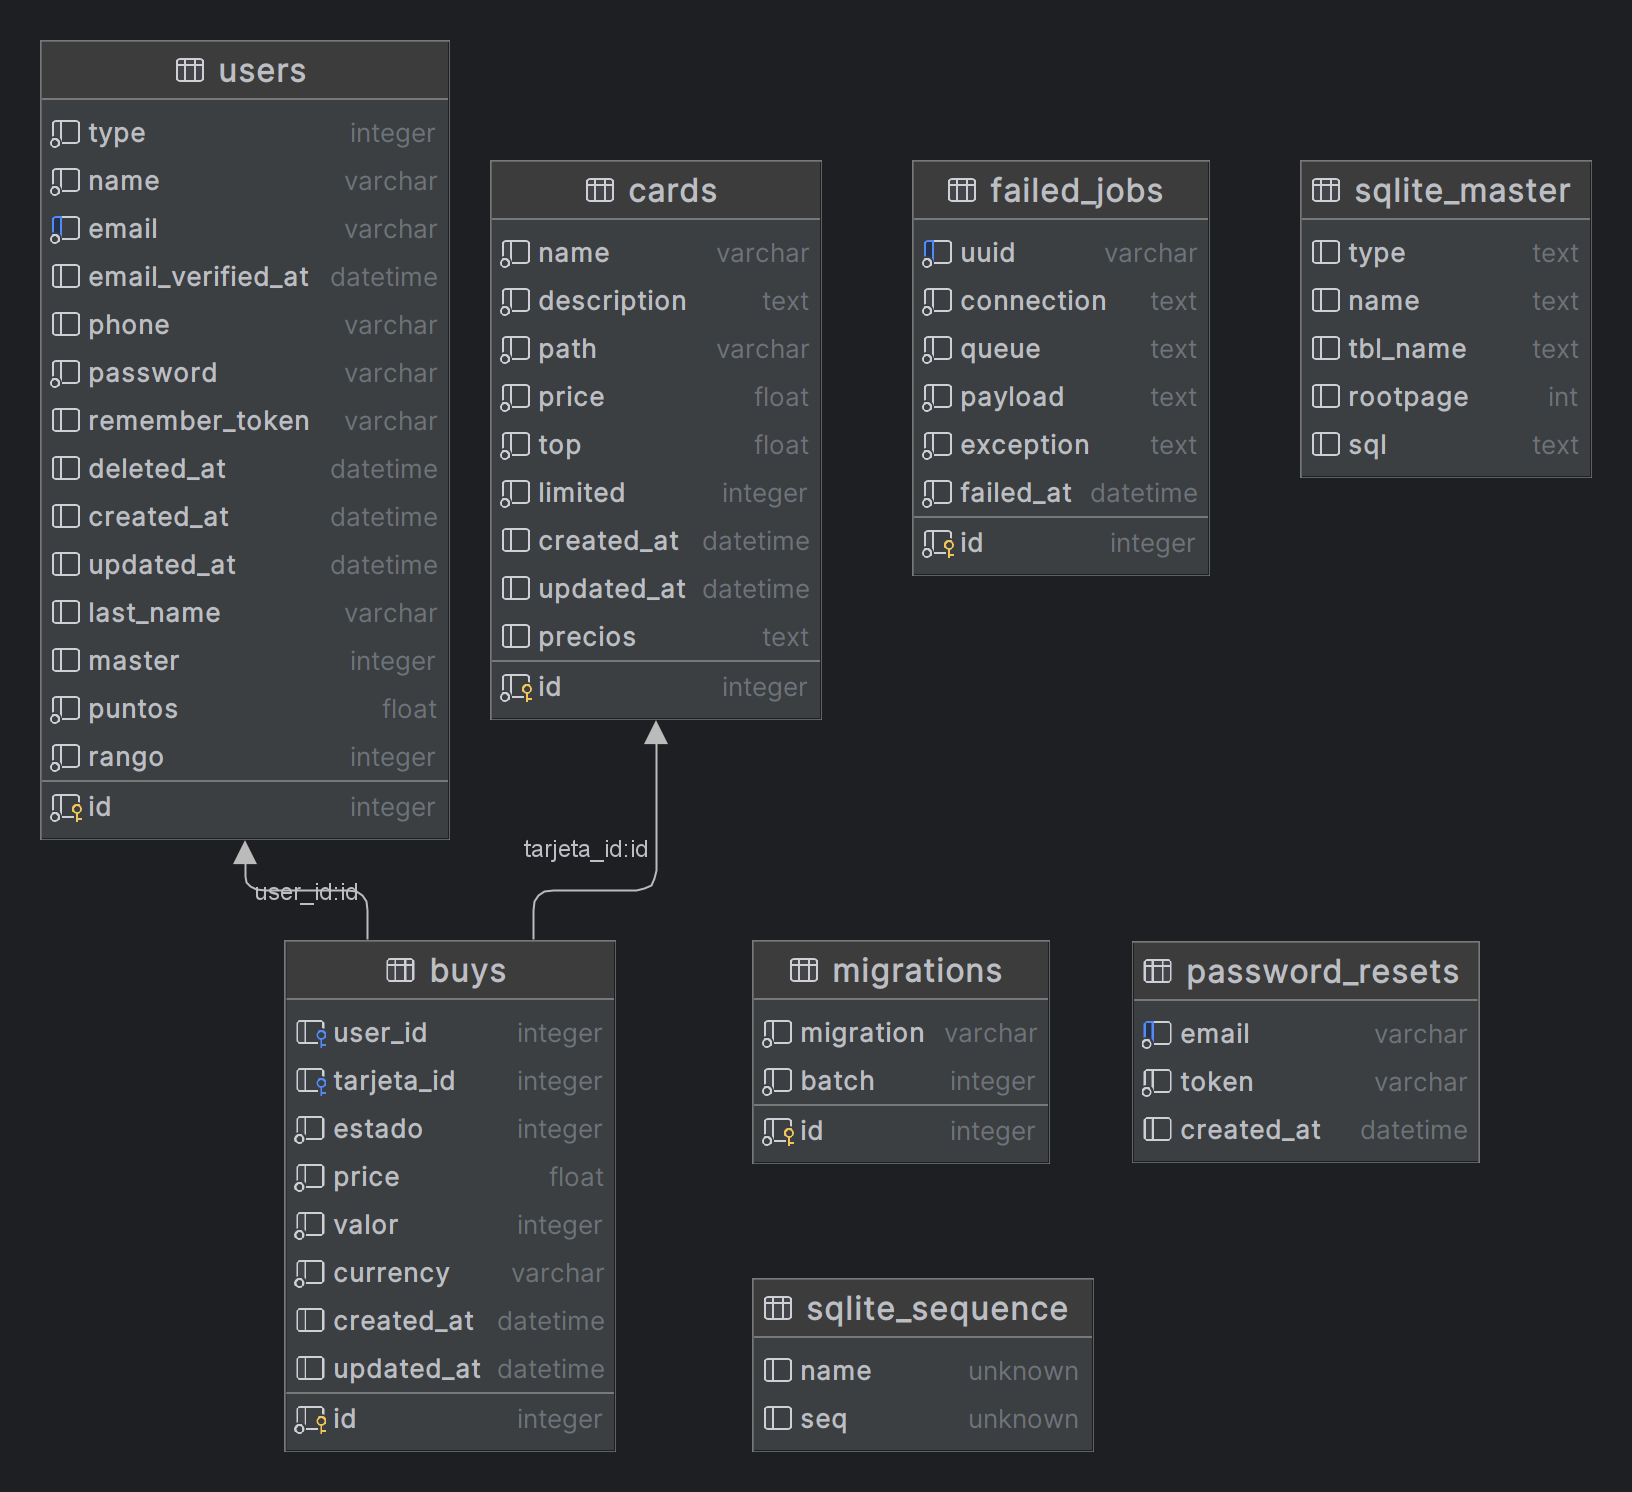 users
type integer
name varchar
email varchar
email_verified_at datetime
phone varchar
password varchar
remember_token varchar
deleted_at datetime
created_at datetime
updated_at datetime
last_name varchar
master integer
puntos float
rango integer
id integer
cards
name varchar
description text
path varchar
price float
top float
limited integer
created_at datetime
updated_at datetime
precios text
id integer
failed_jobs
uuid varchar
connection text
queue text
payload text
exception text
failed_at datetime
id integer
sqlite_master
type text
name text
tbl_name text
rootpage int
sql text
tarjeta_id:id
user_id:id
buys
user_id integer
tarjeta_id integer
estado integer
price float
valor integer
currency varchar
created_at datetime
updated_at datetime
id integer
migrations
migration varchar
batch integer
id integer
password_resets
email varchar
token varchar
created_at datetime
sqlite_sequence
name unknown
seq unknown